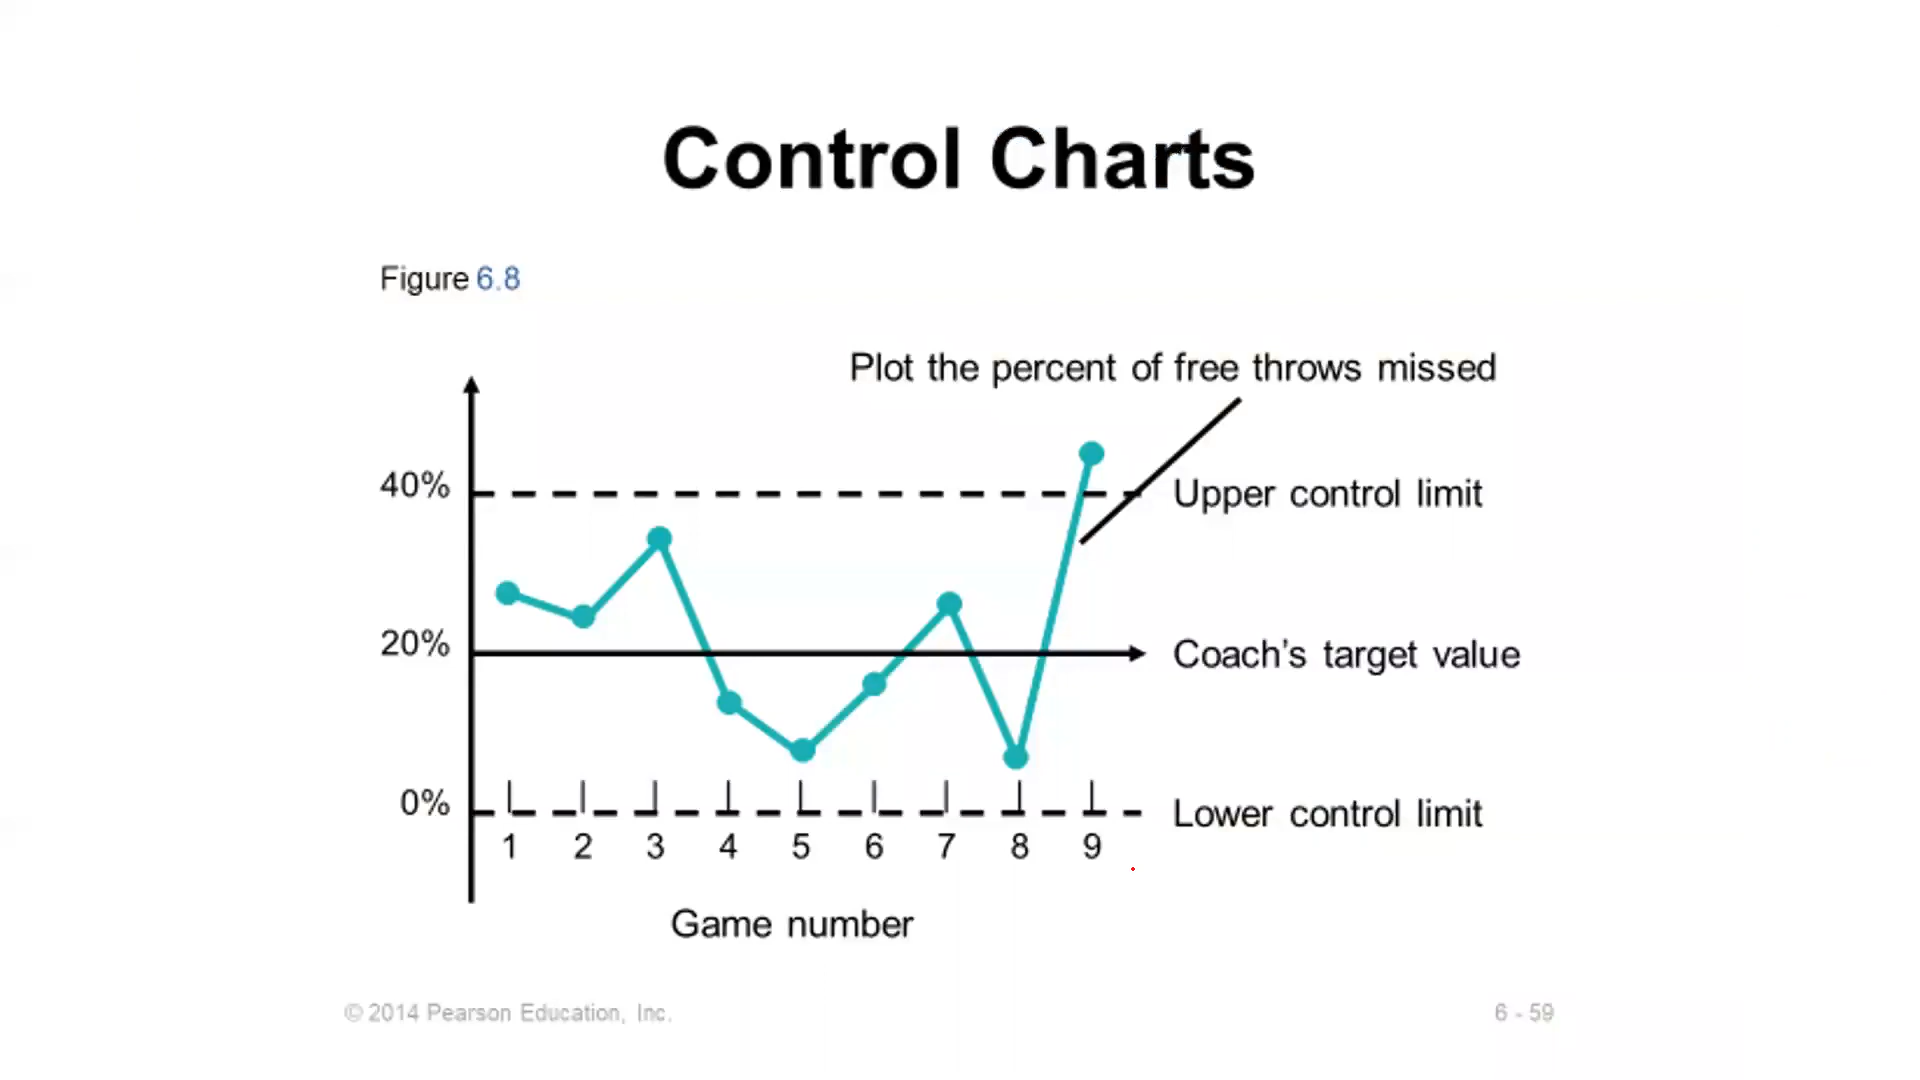 Control Charts
Figure 6.8
Plot the percent of free throws missed
40%
Upper control limit
20%
Coach's target value
0%
Lower control limit
1 2 3 4 5 6 7 8 9
Game number
© 2014 Pearson Education, Inc.
6 - 59